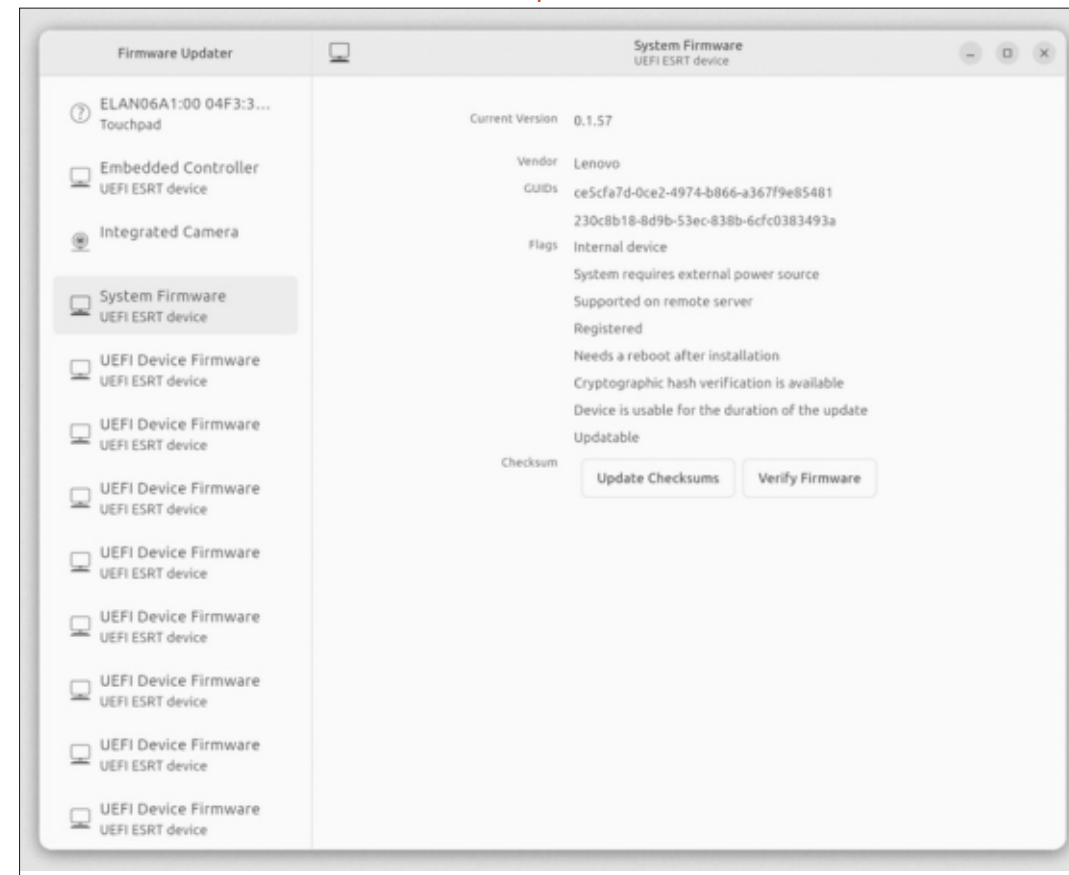 Firmware Updater
ELAN06A1:00 04F3:3...
Touchpad
Embedded Controller
UEFI ESRT device
Integrated Camera
System Firmware
UEFI ESRT device
UEFI Device Firmware
UEFI ESRT device
UEFI Device Firmware
UEFI ESRT device
UEFI Device Firmware
UEFI ESRT device
UEFI Device Firmware
UEFI ESRT device
UEFI Device Firmware
UEFI ESRT device
UEFI Device Firmware
UEFI ESRT device
UEFI Device Firmware
UEFI ESRT device
UEFI Device Firmware
UEFI ESRT device
System Firmware
UEFI ESRT device
Current Version 0.1.57
Vendor Lenovo
GUIDs ce5cfa7d-0ce2-4974-b866-a367f9e85481
230c8b18-8d9b-53ec-838b-6cfc0383493a
Flags Internal device
System requires external power source
Supported on remote server
Registered
Needs a reboot after installation
Cryptographic hash verification is available
Device is usable for the duration of the update
Updatable
Checksum Update Checksums Verify Firmware